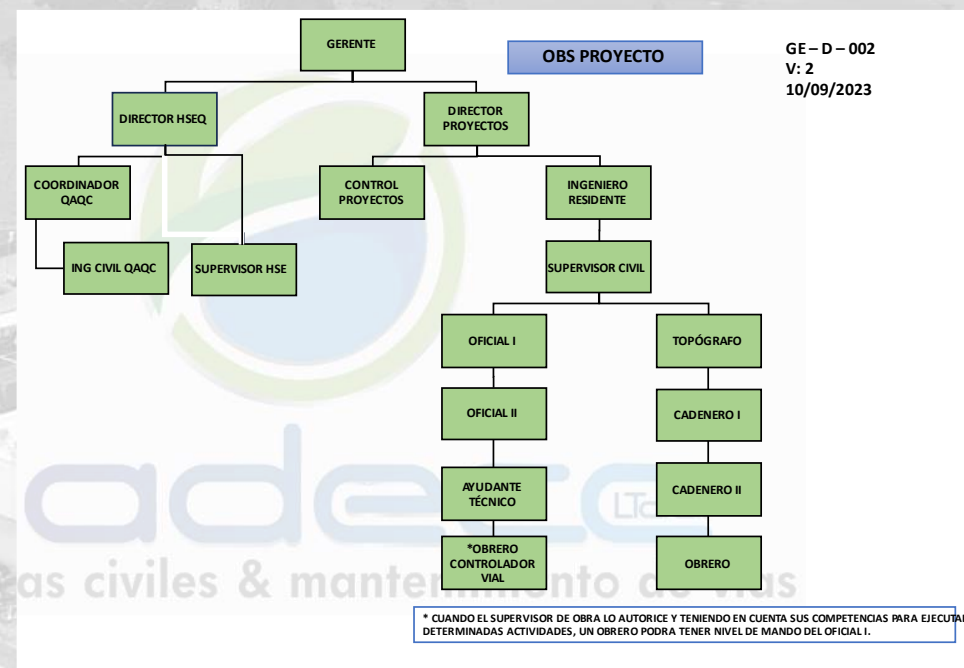 GERENTE
OBS PROYECTO
GE – D – 002
V: 2
10/09/2023
DIRECTOR HSEQ
DIRECTOR
PROYECTOS
COORDINADOR
QAQC
CONTROL
PROYECTOS
INGENIERO
RESIDENTE
ING CIVIL QAQC
SUPERVISOR HSE
SUPERVISOR CIVIL
OFICIAL I
TOPÓGRAFO
OFICIAL II
CADENERO I
AYUDANTE
TÉCNICO
CADENERO II
*OBRERO
CONTROLADOR
VIAL
OBRERO
adeco LTda
as civiles & mantenimiento de vias
* CUANDO EL SUPERVISOR DE OBRA LO AUTORICE Y TENIENDO EN CUENTA SUS COMPETENCIAS PARA EJECUTAR
DETERMINADAS ACTIVIDADES, UN OBRERO PODRA TENER NIVEL DE MANDO DEL OFICIAL I.